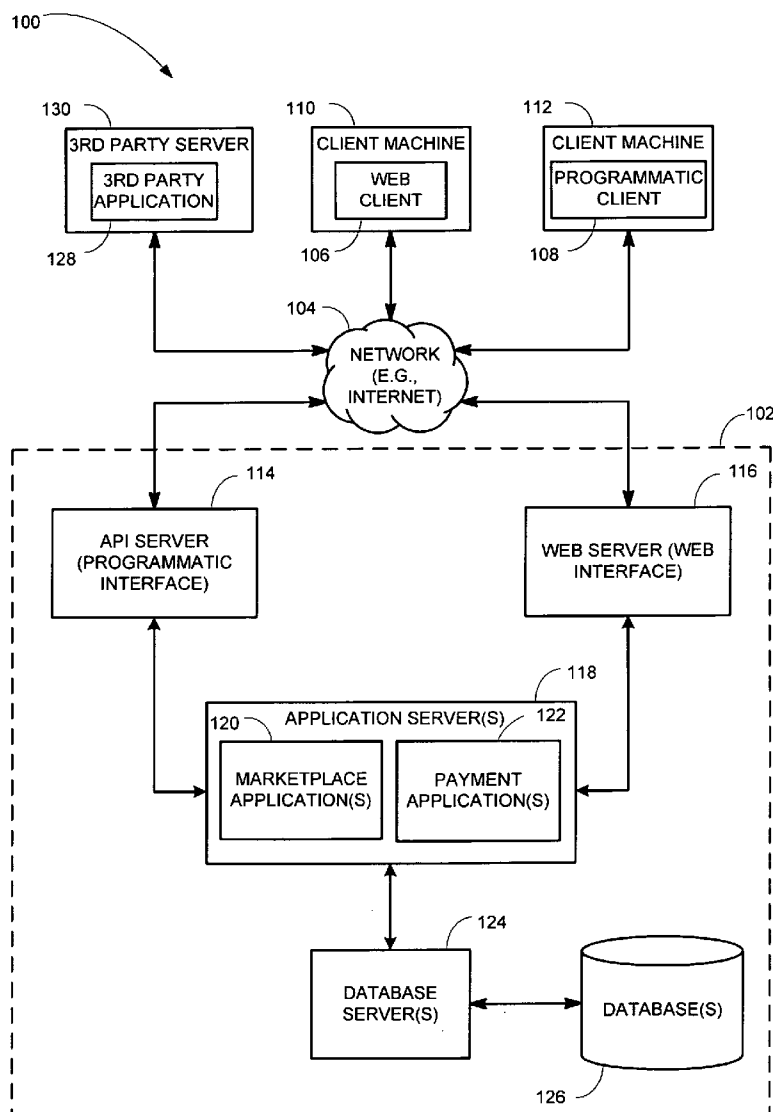 100
130
110
112
3RD PARTY SERVER
CLIENT MACHINE
CLIENT MACHINE
3RD PARTY
APPLICATION
WEB
CLIENT
PROGRAMMATIC
CLIENT
128
106
108
104
NETWORK
(E.G.,
INTERNET)
102
114
116
API SERVER
(PROGRAMMATIC
INTERFACE)
WEB SERVER (WEB
INTERFACE)
118
APPLICATION SERVER(S)
120
122
MARKETPLACE
APPLICATION(S)
PAYMENT
APPLICATION(S)
124
DATABASE
SERVER(S)
DATABASE(S)
126